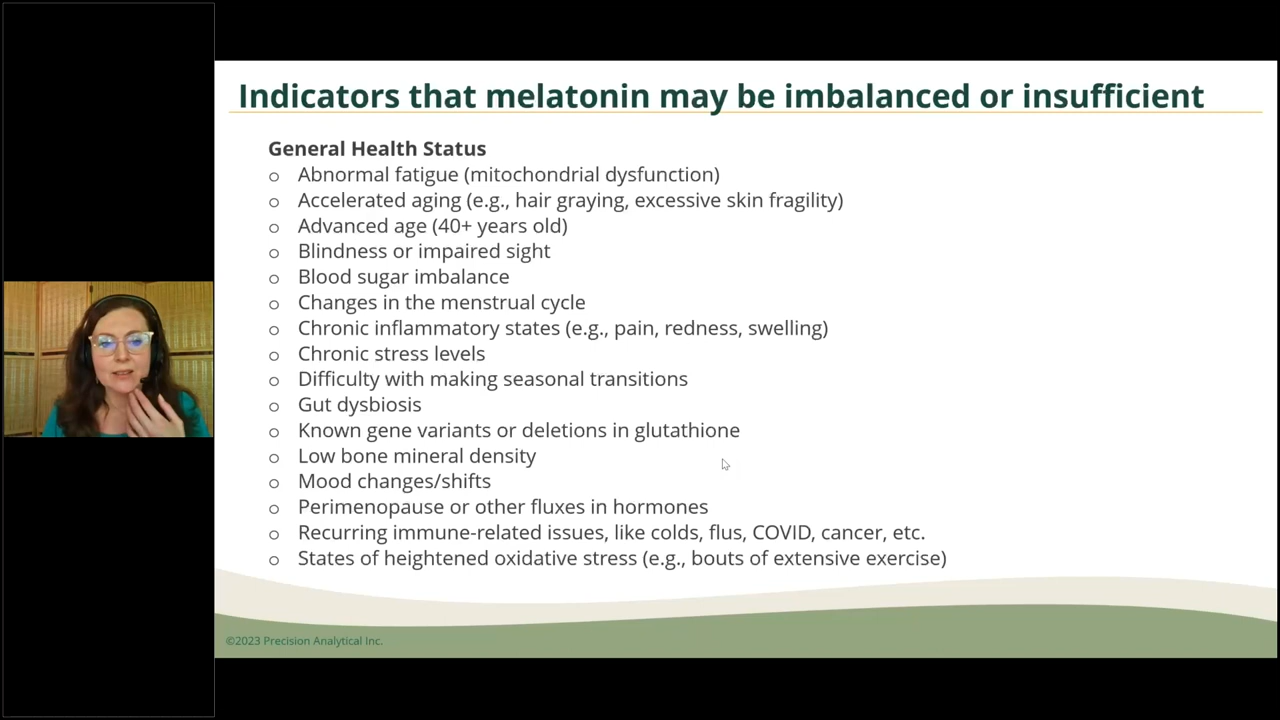 Indicators that melatonin may be imbalanced or insufficient
General Health Status
o Abnormal fatigue (mitochondrial dysfunction)
o Accelerated aging (e.g., hair graying, excessive skin fragility)
o Advanced age (40+ years old)
o Blindness or impaired sight
o Blood sugar imbalance
o Changes in the menstrual cycle
o Chronic inflammatory states (e.g., pain, redness, swelling)
o Chronic stress levels
o Difficulty with making seasonal transitions
o Gut dysbiosis
o Known gene variants or deletions in glutathione
o Low bone mineral density
o Mood changes/shifts
o Perimenopause or other fluxes in hormones
o Recurring immune-related issues, like colds, flus, COVID, cancer, etc.
o States of heightened oxidative stress (e.g., bouts of extensive exercise)
©2023 Precision Analytical Inc.